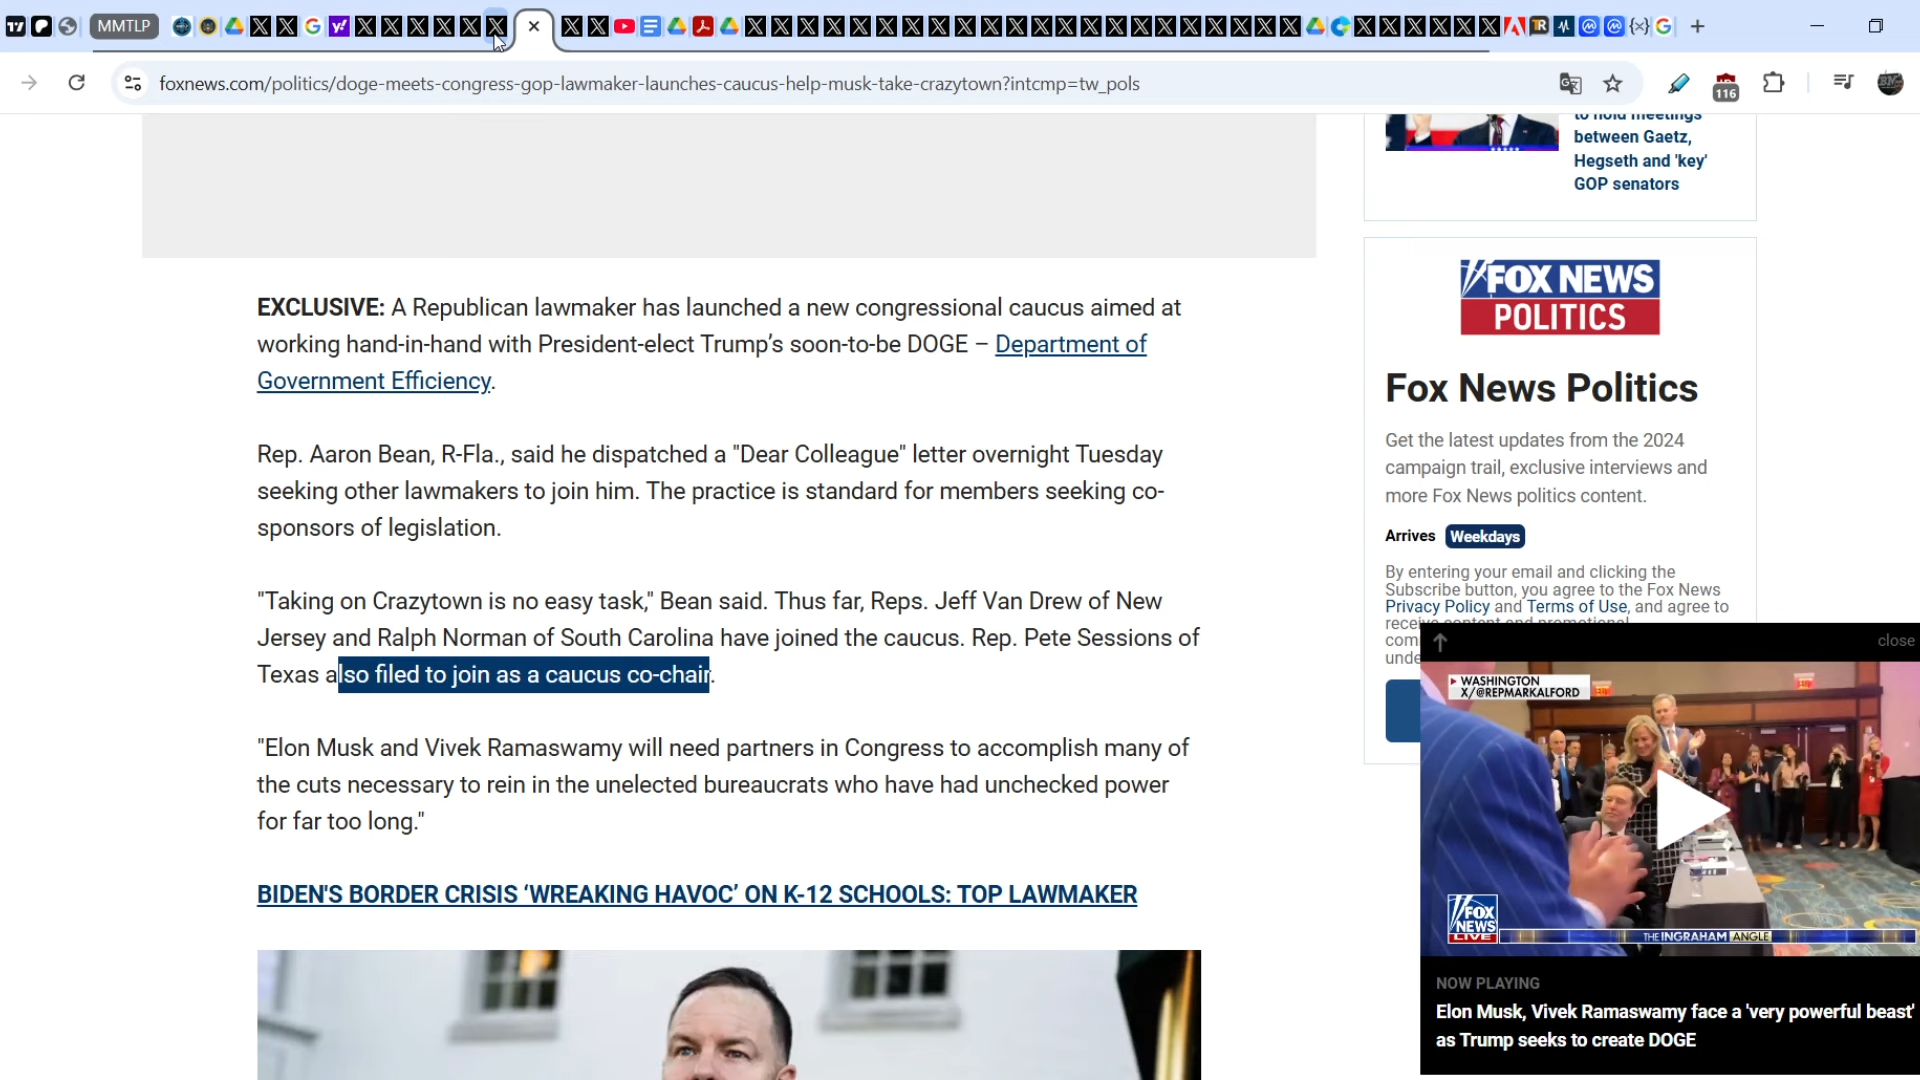 MMTLP
foxnews.com/politics/doge-meets-congress-gop-lawmaker-launches-caucus-help-musk-take-crazytown?intcmp=tw_pols
116
to hold meetings
between Gaetz,
Hegseth and 'key'
GOP senators
EXCLUSIVE: A Republican lawmaker has launched a new congressional caucus aimed at
working hand-in-hand with President-elect Trump’s soon-to-be DOGE – Department of
Government Efficiency.
Rep. Aaron Bean, R-Fla., said he dispatched a "Dear Colleague" letter overnight Tuesday
seeking other lawmakers to join him. The practice is standard for members seeking co-
sponsors of legislation.
"Taking on Crazytown is no easy task," Bean said. Thus far, Reps. Jeff Van Drew of New
Jersey and Ralph Norman of South Carolina have joined the caucus. Rep. Pete Sessions of
Texas also filed to join as a caucus co-chair.
"Elon Musk and Vivek Ramaswamy will need partners in Congress to accomplish many of
the cuts necessary to rein in the unelected bureaucrats who have had unchecked power
for far too long."
BIDEN'S BORDER CRISIS ‘WREAKING HAVOC’ ON K-12 SCHOOLS: TOP LAWMAKER
FOX NEWS
POLITICS
Fox News Politics
Get the latest updates from the 2024
campaign trail, exclusive interviews and
more Fox News politics content.
Arrives Weekdays
By entering your email and clicking the
Subscribe button, you agree to the Fox News
Privacy Policy and Terms of Use, and agree to
receive content and promotional
com
unde
close
WASHINGTON
X/@REPMARKALFORD
FOX
NEWS
LIVE
THE INGRAHAM ANGLE
NOW PLAYING
Elon Musk, Vivek Ramaswamy face a 'very powerful beast'
as Trump seeks to create DOGE